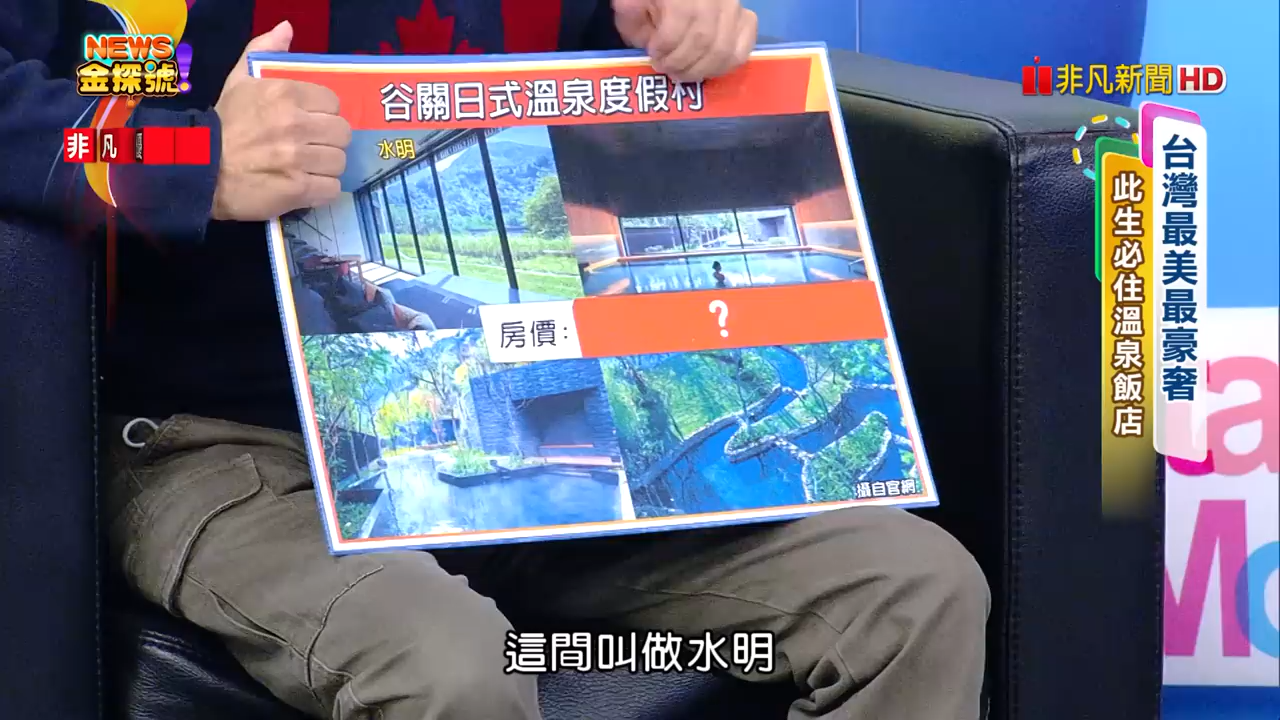 NEWS
金探號!
非凡新聞HD
非凡
谷關日式溫泉度假村
水明
房價:
?
攝自官網
台灣最美最豪奢
此生必住溫泉飯店
a
Mo
這間叫做水明